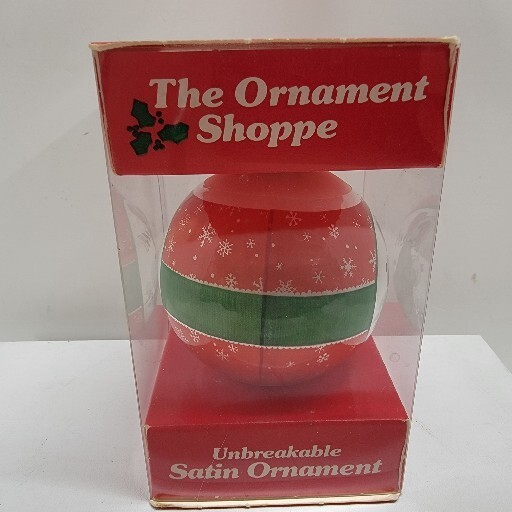 The Ornament
Shoppe
Unbreakable
Satin Ornament